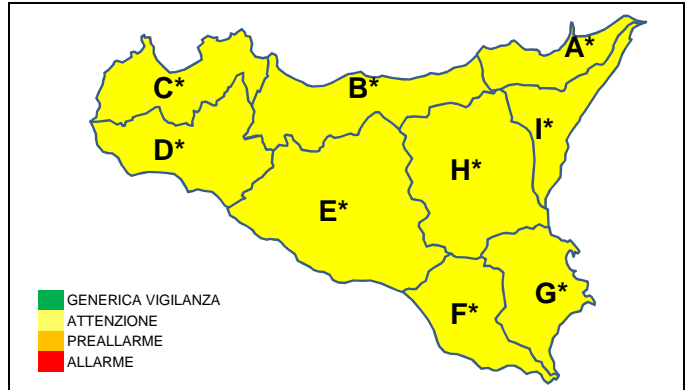 A*
C*
B*
I*
D*
H*
E*
G*
F*
GENERICA VIGILANZA
ATTENZIONE
PREALLARME
ALLARME